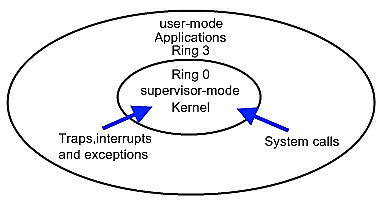 user-mode
Applications
Ring 3
Ring 0
supervisor-mode
Kernel
Traps,interrupts
and exceptions
System calls